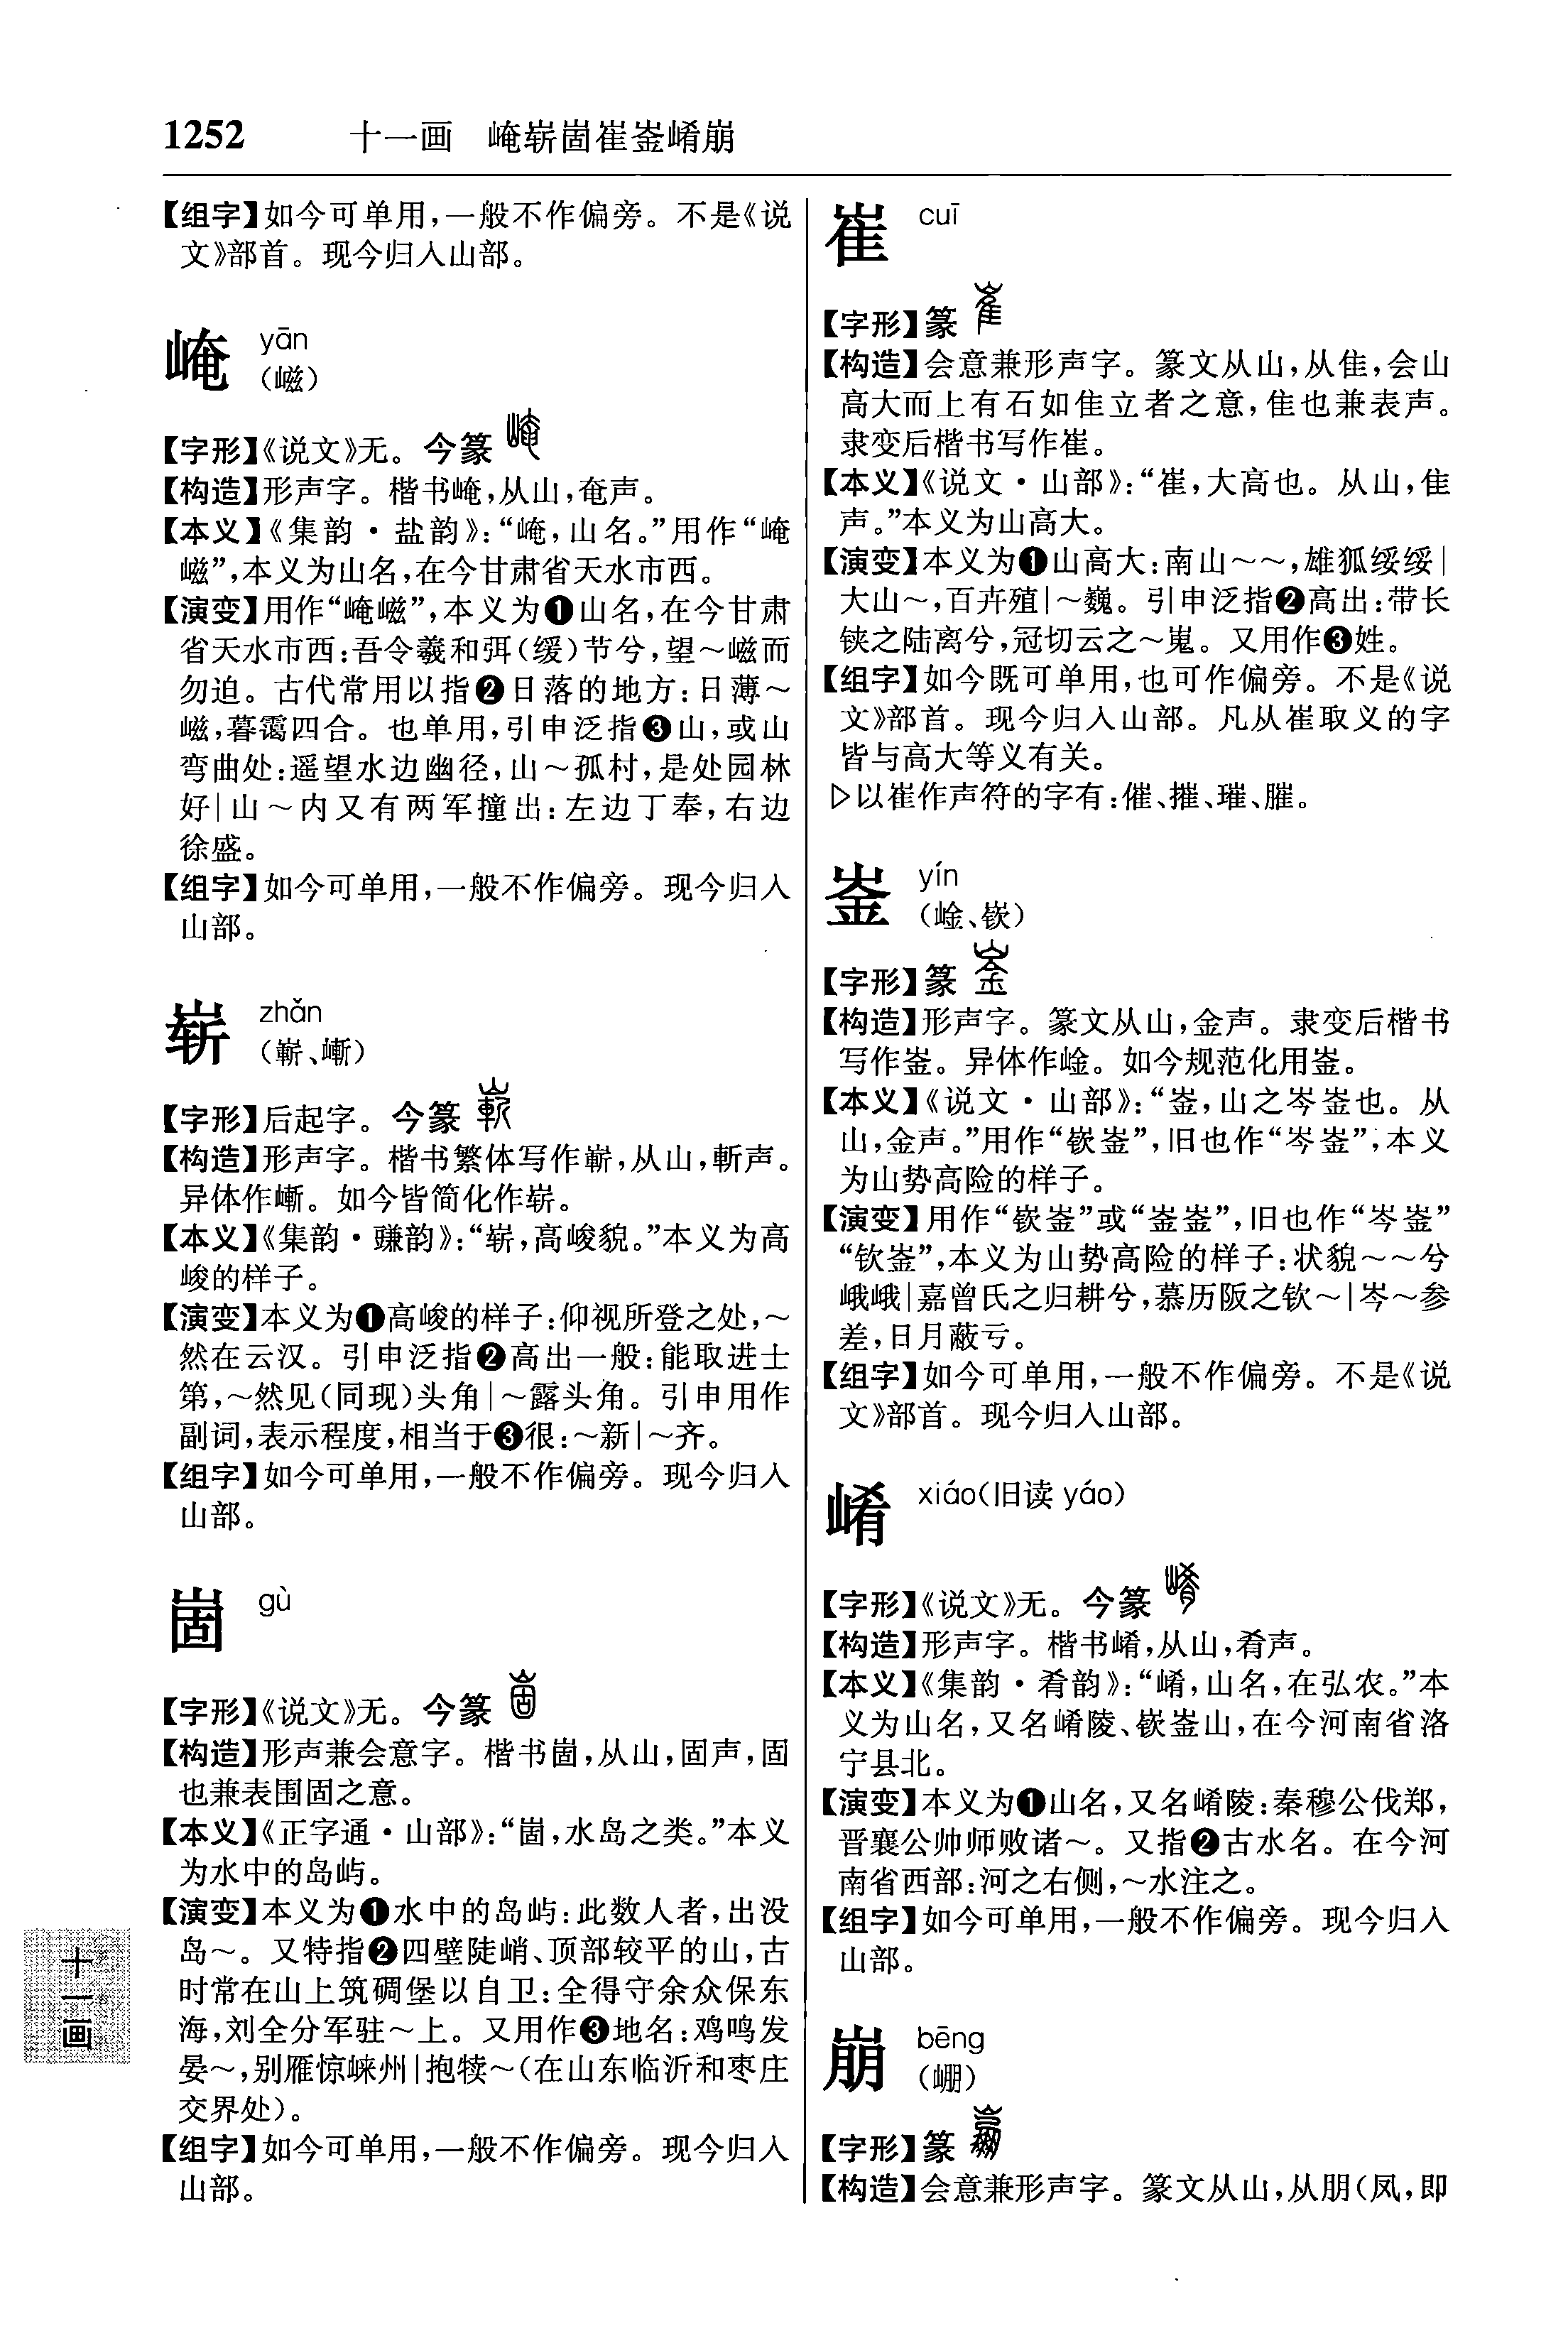 1252 十一画 崦崭崮崔崟崤崩
【组字】如今可单用,一般不作偏旁。不是《说
文》部首。现今归入山部。
崦 yān
(嵫)
【字形】《说文》无。今篆
【构造】形声字。楷书崦,从山,奄声。
【本义】《集韵·盐韵》:“崦,山名。”用作“崦
嵫”,本义为山名,在今甘肃省天水市西。
【演变】用作“崦嵫”,本义为❶山名,在今甘肃
省天水市西:吾令羲和弭(缓)节兮,望～嵫而
勿迫。古代常用以指❷日落的地方:日薄～
嵫,暮霭四合。也单用,引申泛指❸山,或山
弯曲处:遥望水边幽径,山～孤村,是处园林
好|山～内又有两军撞出:左边丁奉,右边
徐盛。
【组字】如今可单用,一般不作偏旁。现今归入
山部。
崭 zhǎn
(嶄、嶃)
【字形】后起字。今篆
【构造】形声字。楷书繁体写作嶄,从山,斬声。
异体作嶃。如今皆简化作崭。
【本义】《集韵·豏韵》:“崭,高峻貌。”本义为高
峻的样子。
【演变】本义为❶高峻的样子:仰视所登之处,～
然在云汉。引申泛指❷高出一般:能取进士
第,～然见(同现)头角|～露头角。引申用作
副词,表示程度,相当于❸很:～新|～齐。
【组字】如今可单用,一般不作偏旁。现今归入
山部。
崮 gù
【字形】《说文》无。今篆
【构造】形声兼会意字。楷书崮,从山,固声,固
也兼表围固之意。
【本义】《正字通·山部》:“崮,水岛之类。”本义
为水中的岛屿。
【演变】本义为❶水中的岛屿:此数人者,出没
岛～。又特指❷四壁陡峭、顶部较平的山,古
时常在山上筑碉堡以自卫:全得守余众保东
海,刘全分军驻～上。又用作❸地名:鸡鸣发
晏～,别雁惊崃州|抱犊～(在山东临沂和枣庄
交界处)。
【组字】如今可单用,一般不作偏旁。现今归入
山部。
十一画
崔 cuī
【字形】篆
【构造】会意兼形声字。篆文从山,从隹,会山
高大而上有石如隹立者之意,隹也兼表声。
隶变后楷书写作崔。
【本义】《说文·山部》:“崔,大高也。从山,隹
声。”本义为山高大。
【演变】本义为❶山高大:南山～～,雄狐绥绥|
大山～,百卉殖|～巍。引申泛指❷高出:带长
铗之陆离兮,冠切云之～嵬。又用作❸姓。
【组字】如今既可单用,也可作偏旁。不是《说
文》部首。现今归入山部。凡从崔取义的字
皆与高大等义有关。
▷以崔作声符的字有:催、摧、璀、膗。
崟 yín
(崯、嵚)
【字形】篆
【构造】形声字。篆文从山,金声。隶变后楷书
写作崟。异体作崯。如今规范化用崟。
【本义】《说文·山部》:“崟,山之岑崟也。从
山,金声。”用作“嵚崟”,旧也作“岑崟”,本义
为山势高险的样子。
【演变】用作“嵚崟”或“崟崟”,旧也作“岑崟”
“钦崟”,本义为山势高险的样子:状貌～～兮
峨峨|嘉曾氏之归耕兮,慕历阪之钦～|岑～参
差,日月蔽亏。
【组字】如今可单用,一般不作偏旁。不是《说
文》部首。现今归入山部。
崤 xiáo(旧读 yáo)
【字形】《说文》无。今篆
【构造】形声字。楷书崤,从山,肴声。
【本义】《集韵·肴韵》:“崤,山名,在弘农。”本
义为山名,又名崤陵、嵚崟山,在今河南省洛
宁县北。
【演变】本义为❶山名,又名崤陵:秦穆公伐郑,
晋襄公帅师败诸～。又指❷古水名。在今河
南省西部:河之右侧,～水注之。
【组字】如今可单用,一般不作偏旁。现今归入
山部。
崩 bēng
(㟛)
【字形】篆
【构造】会意兼形声字。篆文从山,从朋(凤,即